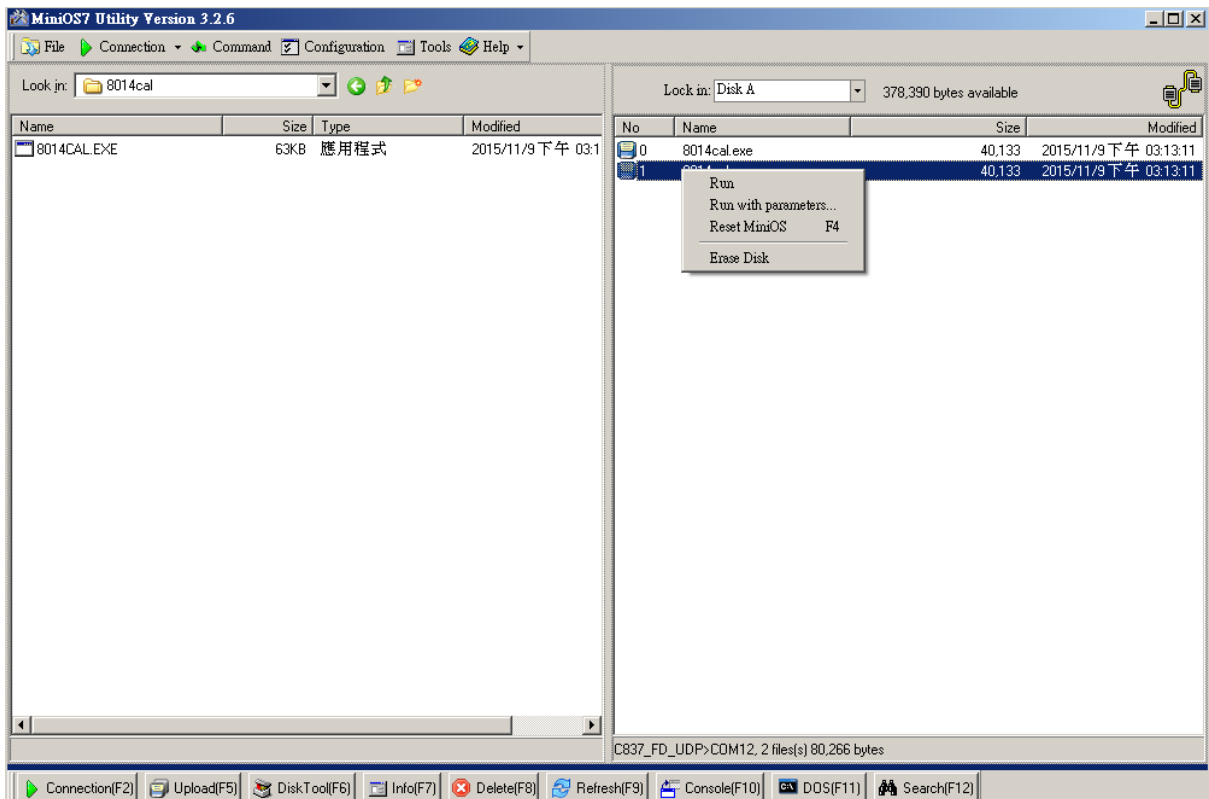 MiniOS7 Utility Version 3.2.6
File Connection Command Configuration Tools Help
Look in: 8014cal
Lock in: Disk A 378,390 bytes available
Name Size Type Modified
8014CAL.EXE 63KB 應用程式 2015/11/9 下午 03:1
No Name Size Modified
0 8014cal.exe 40,133 2015/11/9 下午 03:13:11
1 40,133 2015/11/9 下午 03:13:11
Run
Run with parameters...
Reset MiniOS F4
Erase Disk
C837_FD_UDP>COM12, 2 files(s) 80,266 bytes
Connection(F2) Upload(F5) DiskTool(F6) Info(F7) Delete(F8) Refresh(F9) Console(F10) DOS(F11) Search(F12)